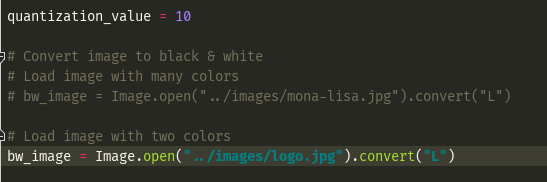 quantization_value = 10
# Convert image to black & white
# Load image with many colors
# bw_image = Image.open("../images/mona-lisa.jpg").convert("L")
# Load image with two colors
bw_image = Image.open("../images/logo.jpg").convert("L")